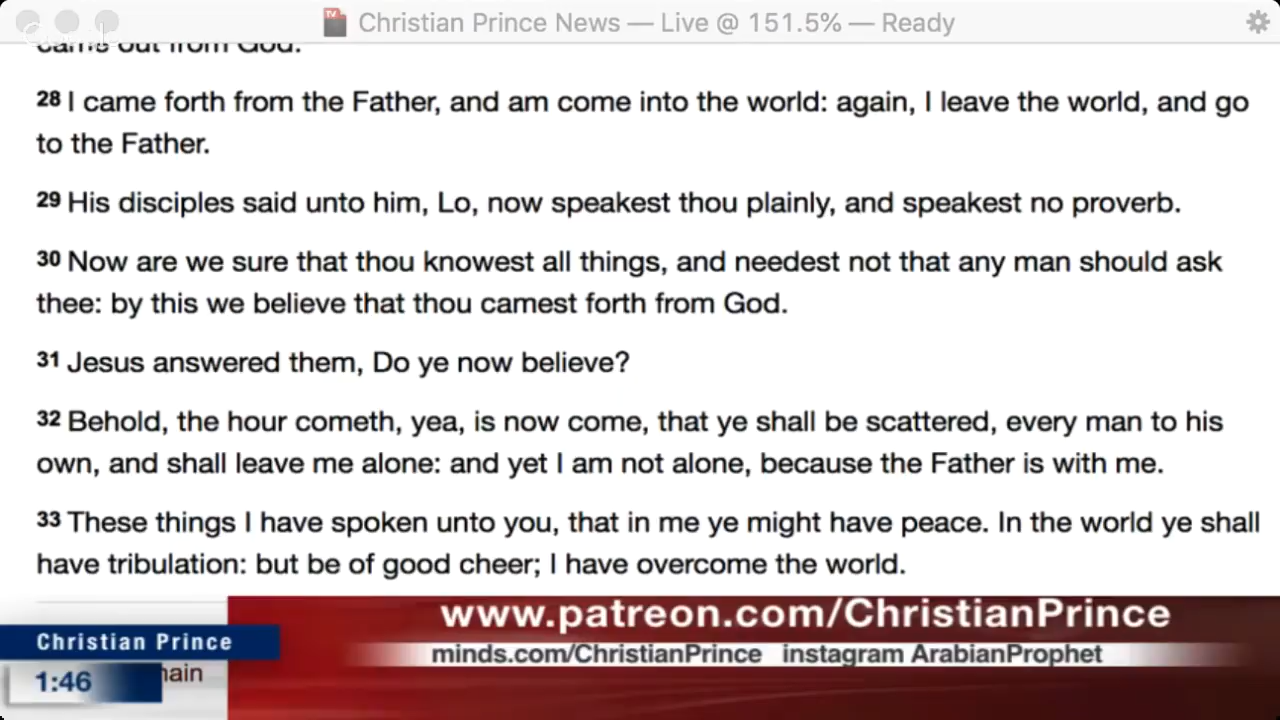 TV Christian Prince News — Live @ 151.5% — Ready
came out from God.
28 I came forth from the Father, and am come into the world: again, I leave the world, and go
to the Father.
29 His disciples said unto him, Lo, now speakest thou plainly, and speakest no proverb.
30 Now are we sure that thou knowest all things, and needest not that any man should ask
thee: by this we believe that thou camest forth from God.
31 Jesus answered them, Do ye now believe?
32 Behold, the hour cometh, yea, is now come, that ye shall be scattered, every man to his
own, and shall leave me alone: and yet I am not alone, because the Father is with me.
33 These things I have spoken unto you, that in me ye might have peace. In the world ye shall
have tribulation: but be of good cheer; I have overcome the world.
www.patreon.com/ChristianPrince
Christian Prince
minds.com/ChristianPrince instagram ArabianProphet
1:46